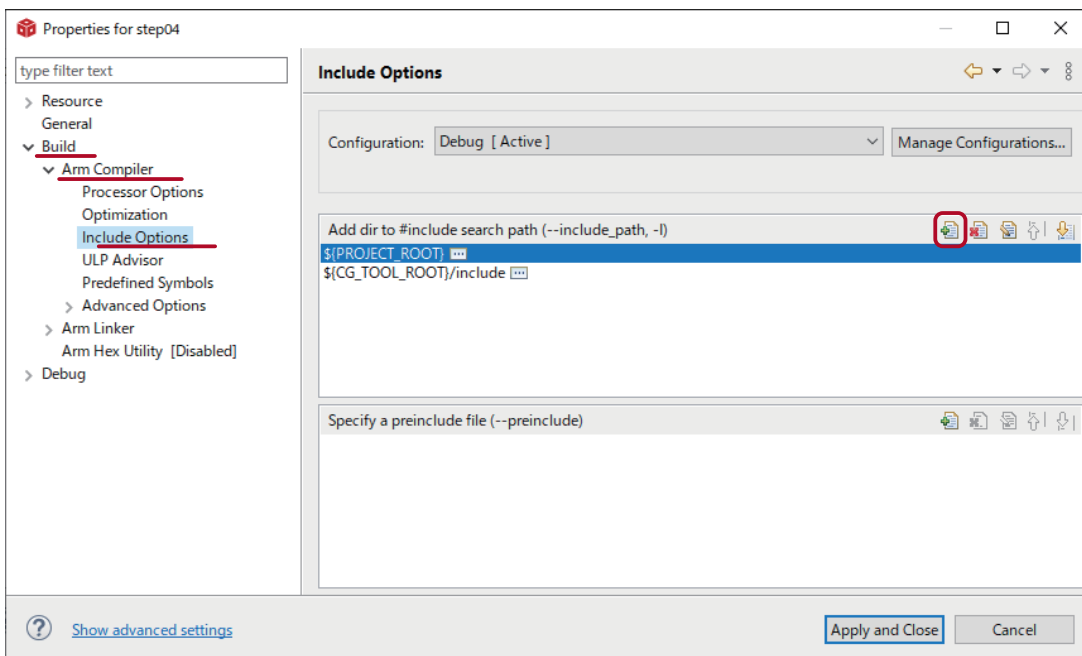 Properties for step04
type filter text
Resource
General
Build
Arm Compiler
Processor Options
Optimization
Include Options
ULP Advisor
Predefined Symbols
Advanced Options
Arm Linker
Arm Hex Utility [Disabled]
Debug
Include Options
Configuration: Debug [ Active ] Manage Configurations...
Add dir to #include search path (--include_path, -I)
${PROJECT_ROOT}
${CG_TOOL_ROOT}/include
Specify a preinclude file (--preinclude)
Show advanced settings
Apply and Close Cancel